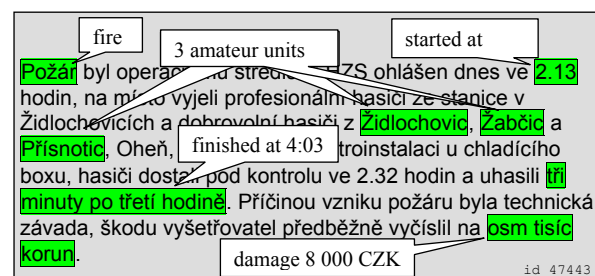 fire
3 amateur units
started at
Požár byl HZS ohlášen dnes ve 2.13
hodin, na místo vyjeli profesionální hasiči ze stanice v
Židlochovicích a dobrovolní hasiči z Židlochovic, Žabčic a
finished at 4:03
Přísnotic, Oheň, troinstalaci u chladícího
boxu, hasiči dostali pod kontrolu ve 2.32 hodin a uhasili tři
minuty po třetí hodině. Příčinou vzniku požáru byla technická
závada, škodu vyšetřovatel předběžně vyčíslil na osm tisíc
korun.
damage 8 000 CZK
id 47443